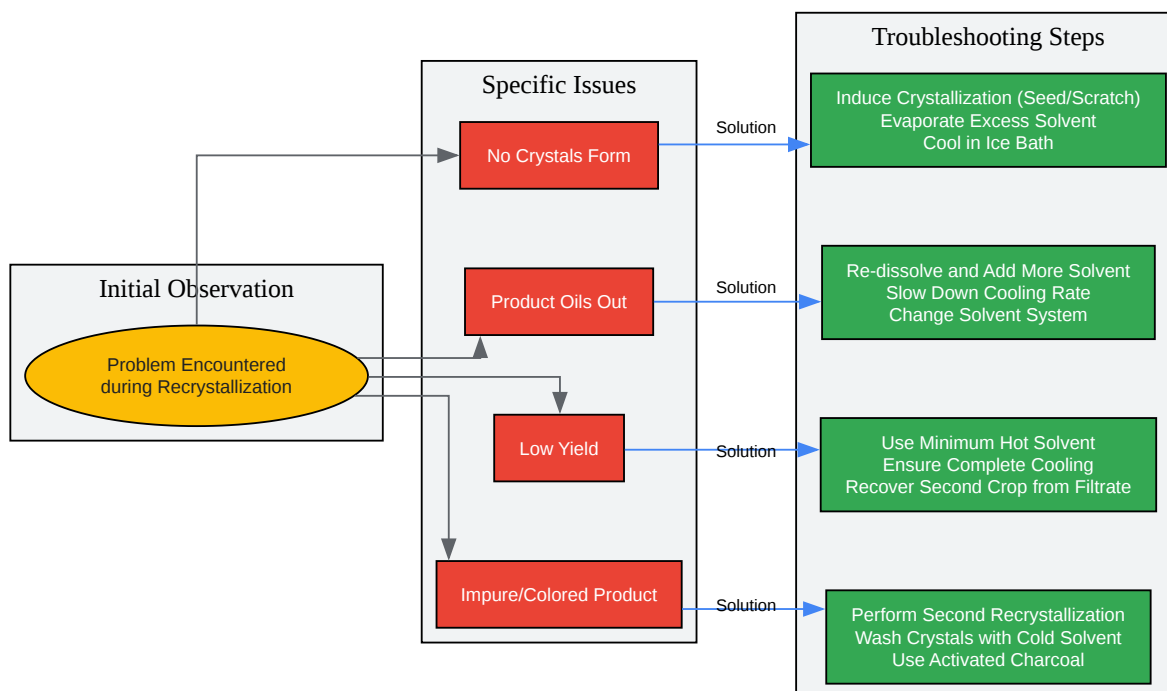 Initial Observation
Problem Encountered
during Recrystallization
Specific Issues
No Crystals Form
Product Oils Out
Low Yield
Impure/Colored Product
Solution
Solution
Solution
Solution
Troubleshooting Steps
Induce Crystallization (Seed/Scratch)
Evaporate Excess Solvent
Cool in Ice Bath
Re-dissolve and Add More Solvent
Slow Down Cooling Rate
Change Solvent System
Use Minimum Hot Solvent
Ensure Complete Cooling
Recover Second Crop from Filtrate
Perform Second Recrystallization
Wash Crystals with Cold Solvent
Use Activated Charcoal